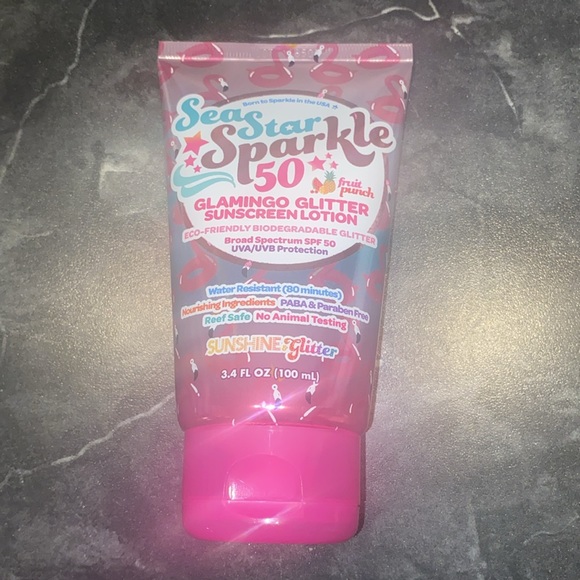 Born to Sparkle in the USA
Sea Star
Sparkle
50
fruit
punch
GLAMINGO GLITTER
SUNSCREEN LOTION
ECO-FRIENDLY BIODEGRADABLE GLITTER
Broad Spectrum SPF 50
UVA/UVB Protection
Water Resistant (80 minutes)
Nourishing Ingredients PABA & Paraben Free
Reef Safe No Animal Testing
SUNSHINE & Glitter
3.4 FL OZ (100 mL)